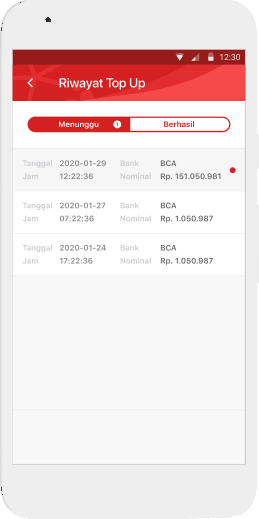 12:30
Riwayat Top Up
Menunggu 1 Berhasil
Tanggal 2020-01-29 Bank BCA
Jam 12:22:36 Nominal Rp. 151.050.981
Tanggal 2020-01-27 Bank BCA
Jam 07:22:36 Nominal Rp. 1.050.987
Tanggal 2020-01-24 Bank BCA
Jam 17:22:36 Nominal Rp. 1.050.987